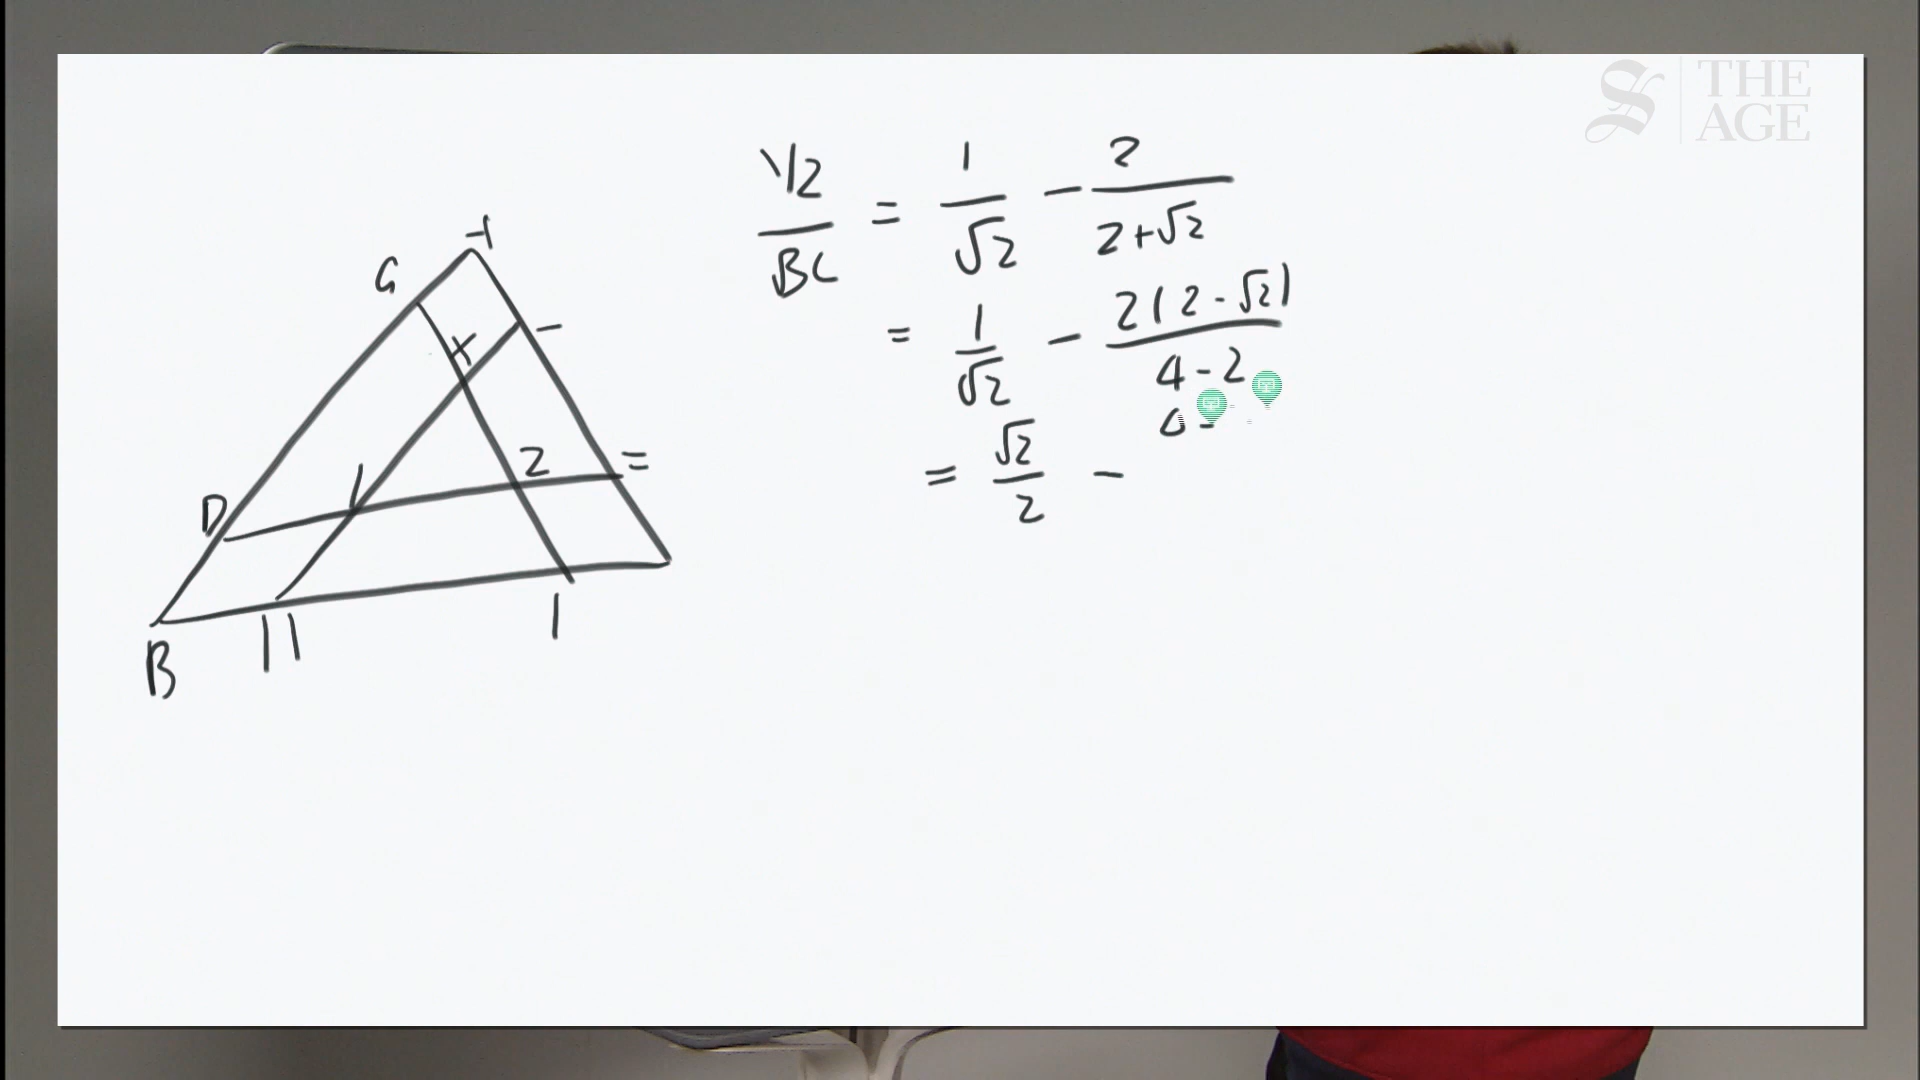 THE
AGE
1/2 / BC = 1/√2 - 2/(2+√2)
= 1/√2 - 2(2-√2)/(4-2)
= √2/2 -
G
X
2
=
D
B